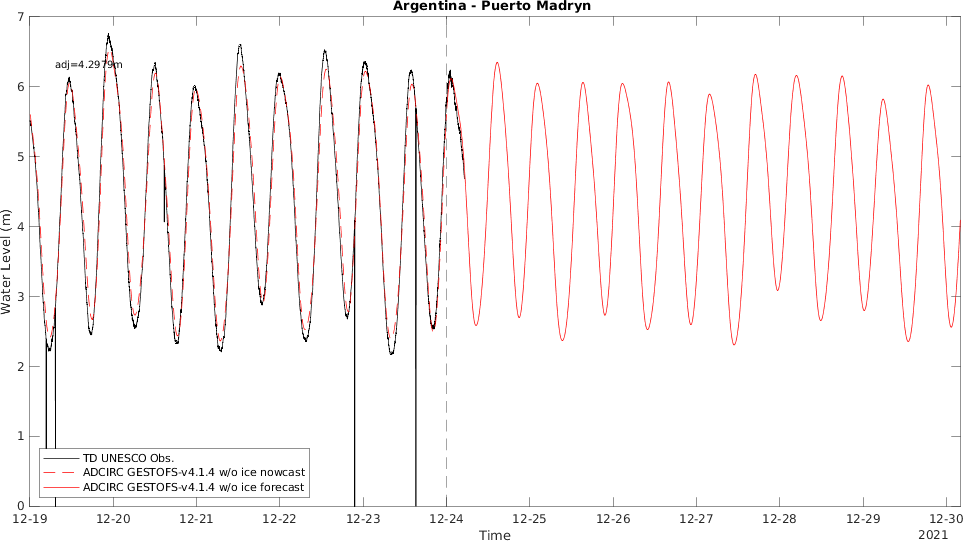 Argentina - Puerto Madryn
adj=4.2979m
Water Level (m)
7
6
5
4
3
2
1
0
TD UNESCO Obs.
ADCIRC GESTOFS-v4.1.4 w/o ice nowcast
ADCIRC GESTOFS-v4.1.4 w/o ice forecast
12-19 12-20 12-21 12-22 12-23 12-24 12-25 12-26 12-27 12-28 12-29 12-30
Time
2021